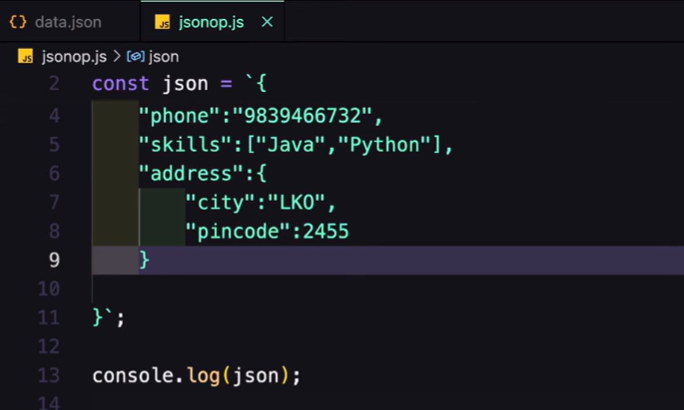 {} data.json JS jsonop.js ×
JS jsonop.js > json
2 const json = `{
4 "phone":"9839466732",
5 "skills":["Java","Python"],
6 "address":{
7 "city":"LKO",
8 "pincode":2455
9 }
10
11 }`;
12
13 console.log(json);
14